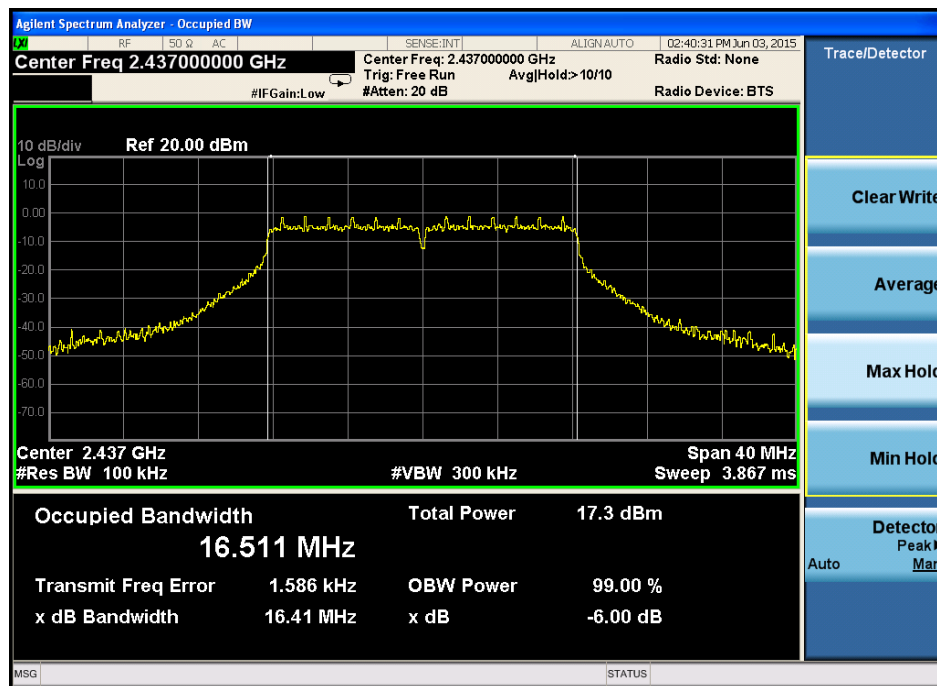 Agilent Spectrum Analyzer - Occupied BW
LXI RF 50 Ω AC SENSE:INT ALIGN AUTO 02:40:31 PM Jun 03, 2015
Center Freq 2.437000000 GHz
Center Freq: 2.437000000 GHz Radio Std: None
Trig: Free Run Avg|Hold:> 10/10
#IFGain:Low #Atten: 20 dB Radio Device: BTS
10 dB/div Ref 20.00 dBm
Log
10.0
0.00
-10.0
-20.0
-30.0
-40.0
-50.0
-60.0
-70.0
Center 2.437 GHz Span 40 MHz
#Res BW 100 kHz #VBW 300 kHz Sweep 3.867 ms
Occupied Bandwidth Total Power 17.3 dBm
16.511 MHz
Transmit Freq Error 1.586 kHz OBW Power 99.00 %
x dB Bandwidth 16.41 MHz x dB -6.00 dB
MSG STATUS
Trace/Detector
Clear Write
Average
Max Hold
Min Hold
Detector
Peak
Auto Man